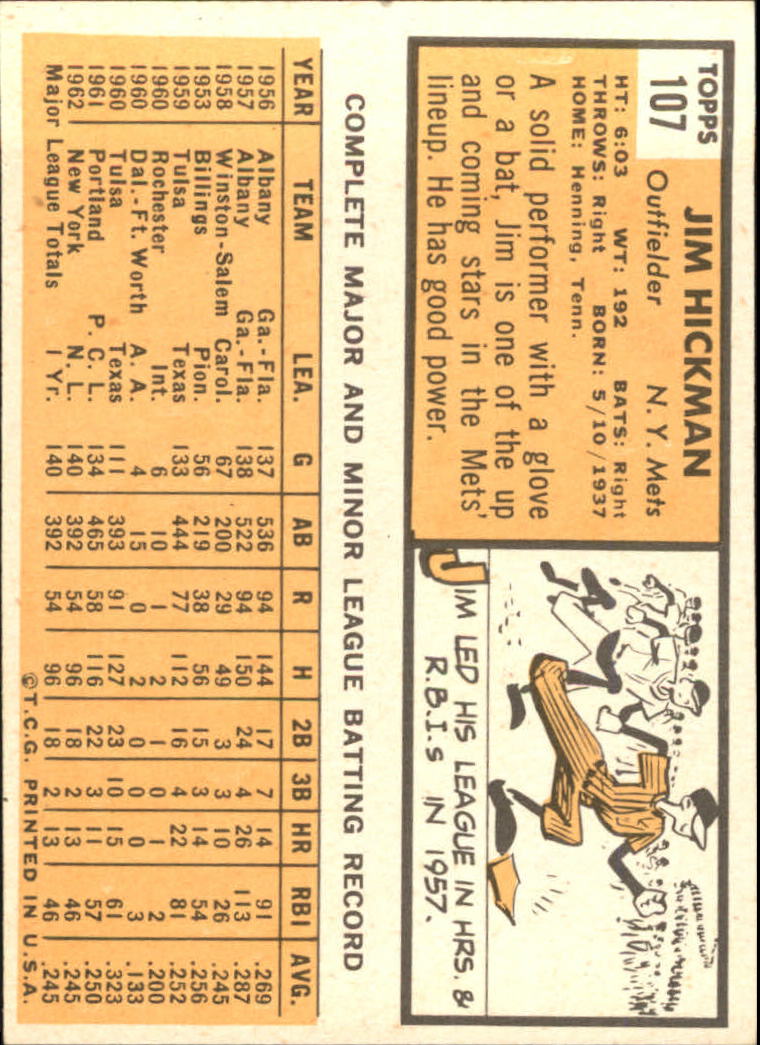 TOPPS
107
JIM HICKMAN
Outfielder N. Y. Mets
HT: 6:03 WT: 192 BATS: Right
THROWS: Right BORN: 5/10/1937
HOME: Henning, Tenn.
A solid performer with a glove
or a bat, Jim is one of the up
and coming stars in the Mets'
lineup. He has good power.
JIM LED HIS LEAGUE IN HRS. &
R.B.I.s IN 1957.
COMPLETE MAJOR AND MINOR LEAGUE BATTING RECORD
YEAR TEAM LEA. G AB R H 2B 3B HR RBI AVG.
1956 Albany Ga.-Fla. 137 536 94 144 17 7 14 91 .269
1957 Albany Ga.-Fla. 138 522 94 150 24 4 26 113 .287
1958 Winston-Salem Carol. 67 200 29 49 3 3 10 26 .245
1953 Billings Pion. 56 219 38 56 15 3 14 54 .256
1959 Tulsa Texas 133 444 77 112 16 4 22 81 .252
1960 Rochester Int. 6 10 1 2 1 0 1 2 .200
1960 Dal.-Ft. Worth A. A. 4 15 0 2 0 0 0 3 .133
1960 Tulsa Texas 111 393 91 127 23 10 15 61 .323
1961 Portland P. C. L. 134 465 58 116 22 3 11 57 .250
1962 New York N. L. 140 392 54 96 18 2 13 46 .245
Major League Totals 1 Yr. 140 392 54 96 18 2 13 46 .245
©T.C.G. PRINTED IN U.S.A.